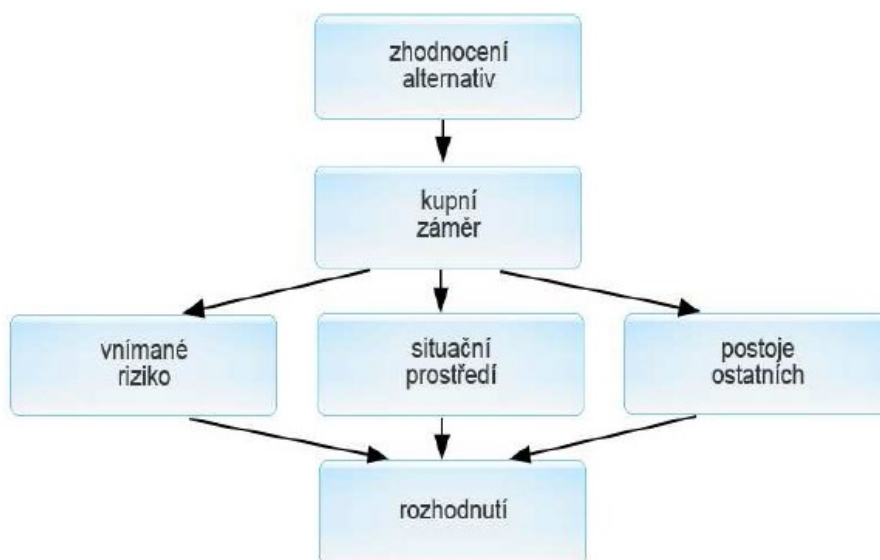 zhodnocení
alternativ
kupní
záměr
vnímané
riziko
situační
prostředí
postoje
ostatních
rozhodnutí